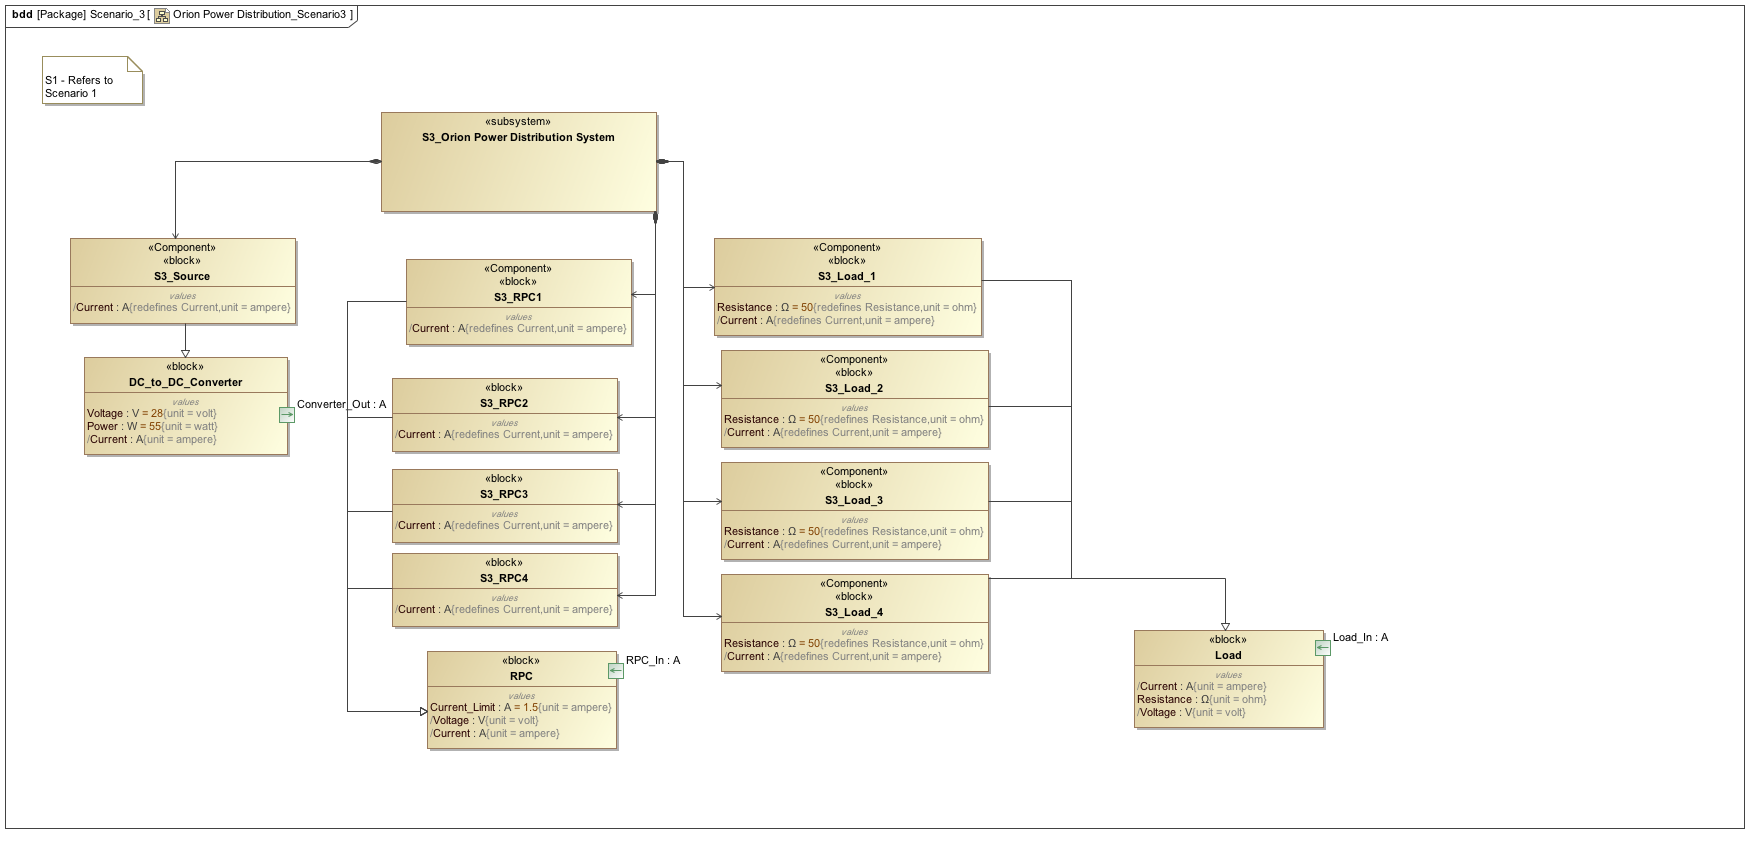 bdd [Package] Scenario_3 [ Orion Power Distribution_Scenario3 ]
S1 - Refers to
Scenario 1
«subsystem»
S3_Orion Power Distribution System
«Component»
«block»
S3_Source
values
/Current : A{redefines Current,unit = ampere}
«block»
DC_to_DC_Converter
values
Voltage : V = 28{unit = volt}
Power : W = 55{unit = watt}
/Current : A{unit = ampere}
Converter_Out : A
«Component»
«block»
S3_RPC1
values
/Current : A{redefines Current,unit = ampere}
«block»
S3_RPC2
values
/Current : A{redefines Current,unit = ampere}
«block»
S3_RPC3
values
/Current : A{redefines Current,unit = ampere}
«block»
S3_RPC4
values
/Current : A{redefines Current,unit = ampere}
«block»
RPC
values
Current_Limit : A = 1.5{unit = ampere}
/Voltage : V{unit = volt}
/Current : A{unit = ampere}
RPC_In : A
«Component»
«block»
S3_Load_1
values
Resistance : Ω = 50{redefines Resistance,unit = ohm}
/Current : A{redefines Current,unit = ampere}
«Component»
«block»
S3_Load_2
values
Resistance : Ω = 50{redefines Resistance,unit = ohm}
/Current : A{redefines Current,unit = ampere}
«Component»
«block»
S3_Load_3
values
Resistance : Ω = 50{redefines Resistance,unit = ohm}
/Current : A{redefines Current,unit = ampere}
«Component»
«block»
S3_Load_4
values
Resistance : Ω = 50{redefines Resistance,unit = ohm}
/Current : A{redefines Current,unit = ampere}
«block»
Load
values
/Current : A{unit = ampere}
Resistance : Ω{unit = ohm}
/Voltage : V{unit = volt}
Load_In : A